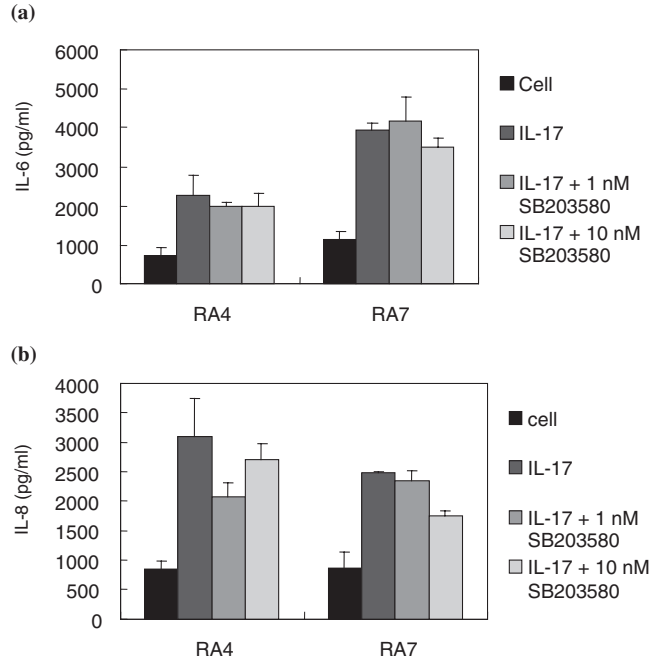 (a)
6000
5000
4000
3000
2000
1000
0
IL-6 (pg/ml)
RA4
RA7
Cell
IL-17
IL-17 + 1 nM
SB203580
IL-17 + 10 nM
SB203580
(b)
4000
3500
3000
2500
2000
1500
1000
500
0
IL-8 (pg/ml)
RA4
RA7
cell
IL-17
IL-17 + 1 nM
SB203580
IL-17 + 10 nM
SB203580